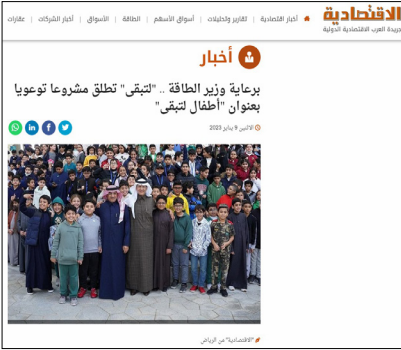 الاقتصادية
جريدة العرب الاقتصادية الدولية
أخبار اقتصادية | تقارير وتحليلات | أسواق الأسهم | الطاقة | الأسواق | أخبار الشركات | عقارات
أخبار
برعاية وزير الطاقة .. "لتبقى" تطلق مشروعا توعويا
بعنوان "أطفال لتبقى"
الاثنين 9 يناير 2023
"الاقتصادية" من الرياض